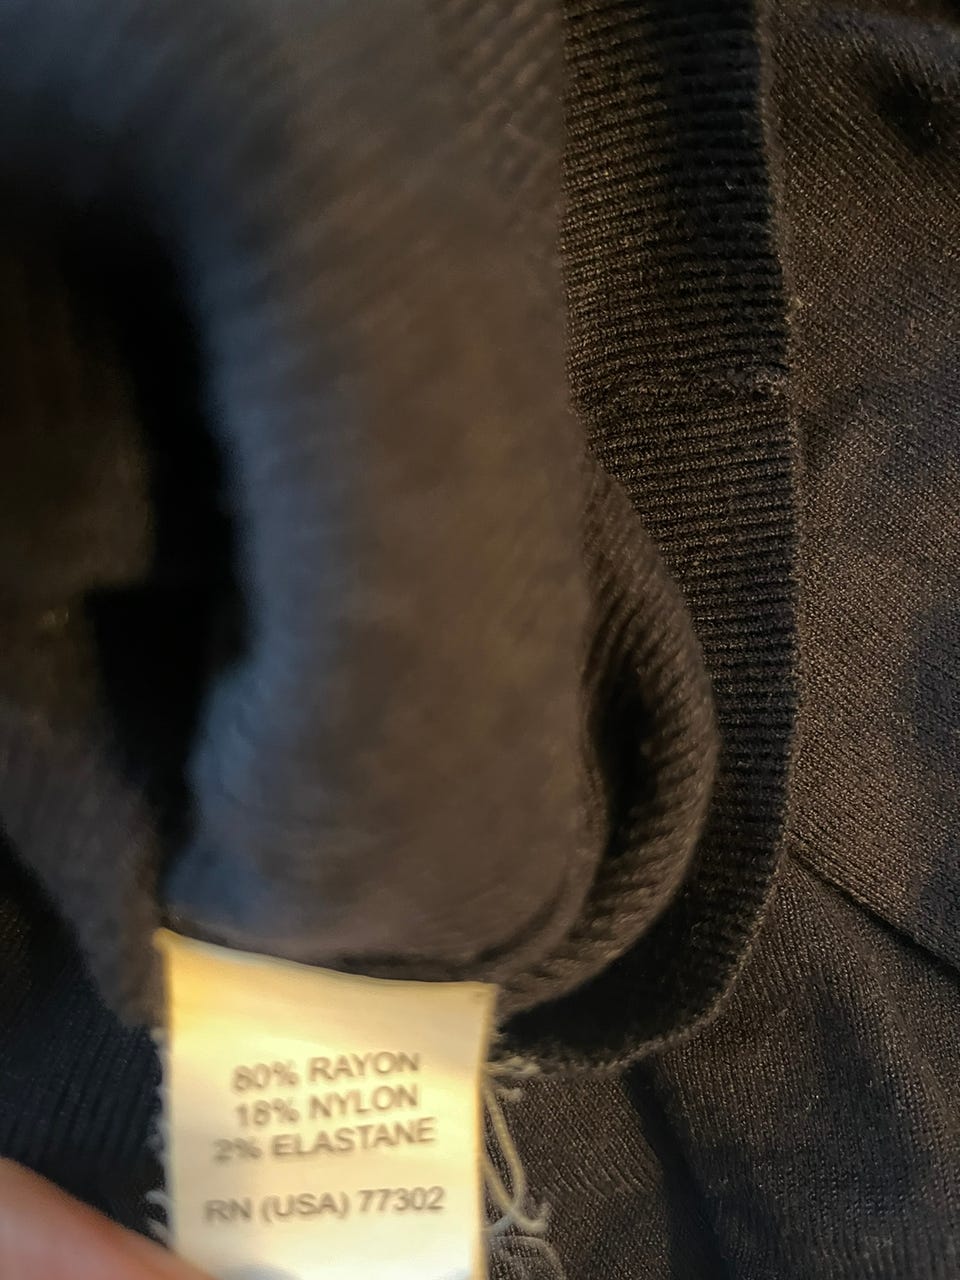 80% RAYON
18% NYLON
2% ELASTANE
RN (USA) 77302